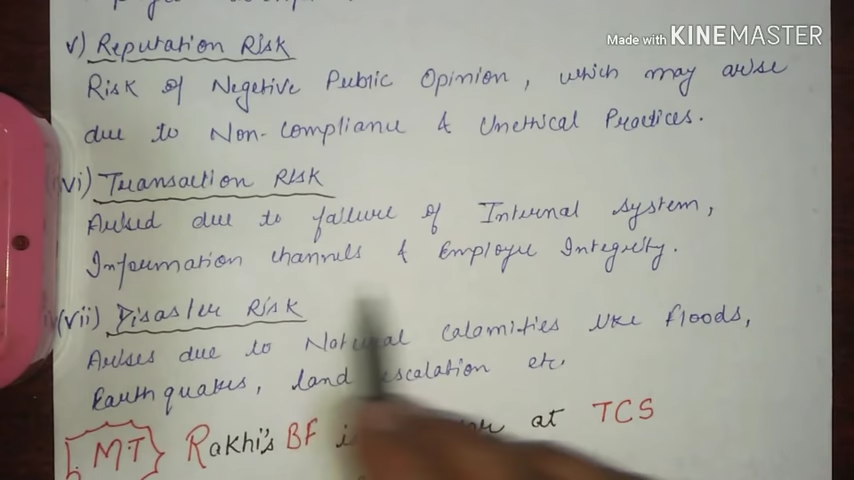 Made with KINEMASTER
v) Reputation Risk
Risk of Negetive Public Opinion, which may arise
due to Non-Compliance & Unethical Practices.
vi) Transaction Risk
due to failure of Internal system,
Information channels & Employee Integrity.
(vii) Disaster Risk
Arises due to Natural calamities like floods,
Earthquakes, land escalation etc
MT Rakhi's BF at TCS